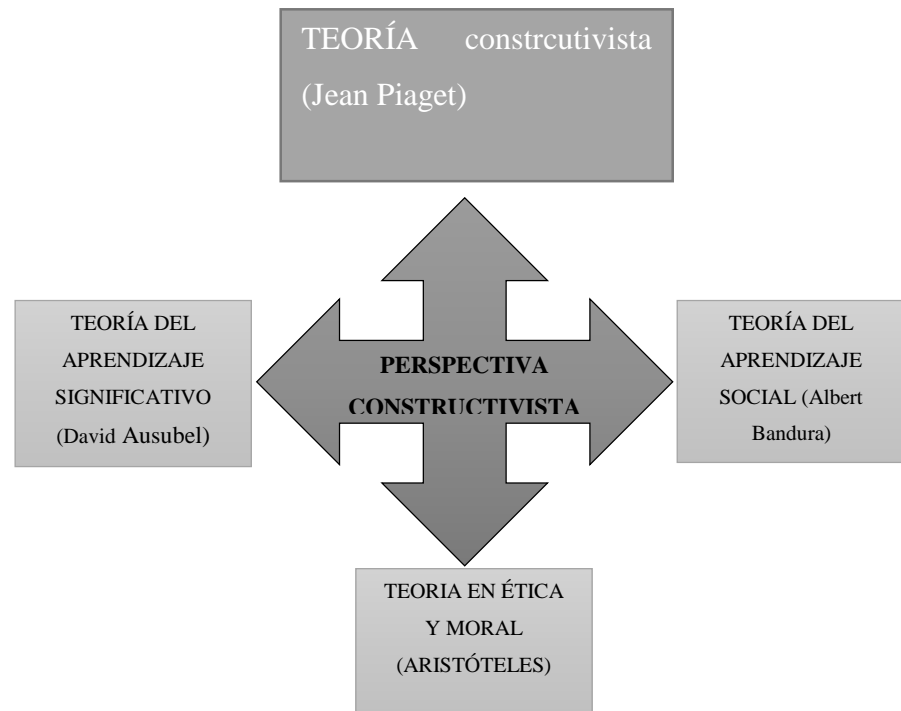 TEORÍA constrcutivista
(Jean Piaget)
TEORÍA DEL
APRENDIZAJE
SIGNIFICATIVO
(David Ausubel)
PERSPECTIVA
CONSTRUCTIVISTA
TEORÍA DEL
APRENDIZAJE
SOCIAL (Albert
Bandura)
TEORIA EN ÉTICA
Y MORAL
(ARISTÓTELES)